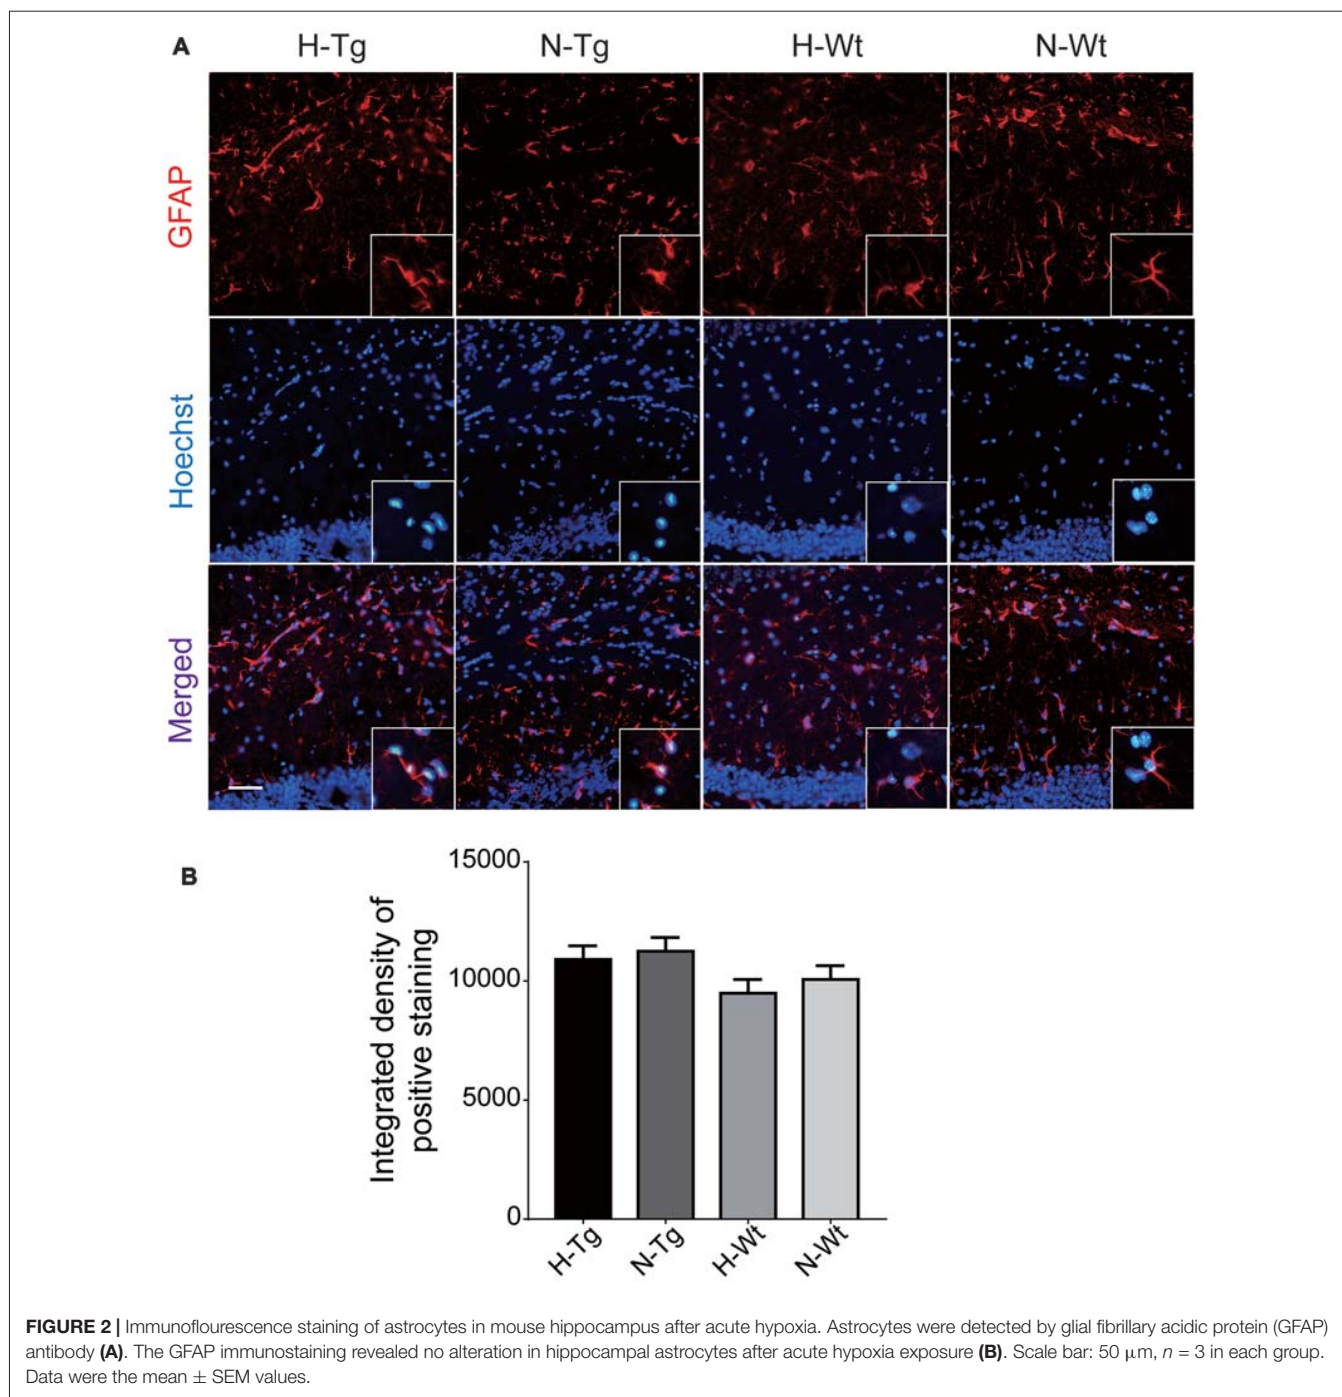 A
H-Tg N-Tg H-Wt N-Wt
GFAP
Hoechst
Merged
B
Integrated density of
positive staining
15000
10000
5000
0
H-Tg N-Tg H-Wt N-Wt
FIGURE 2 | Immunoflourescence staining of astrocytes in mouse hippocampus after acute hypoxia. Astrocytes were detected by glial fibrillary acidic protein (GFAP)
antibody (A). The GFAP immunostaining revealed no alteration in hippocampal astrocytes after acute hypoxia exposure (B). Scale bar: 50 μm, n = 3 in each group.
Data were the mean ± SEM values.